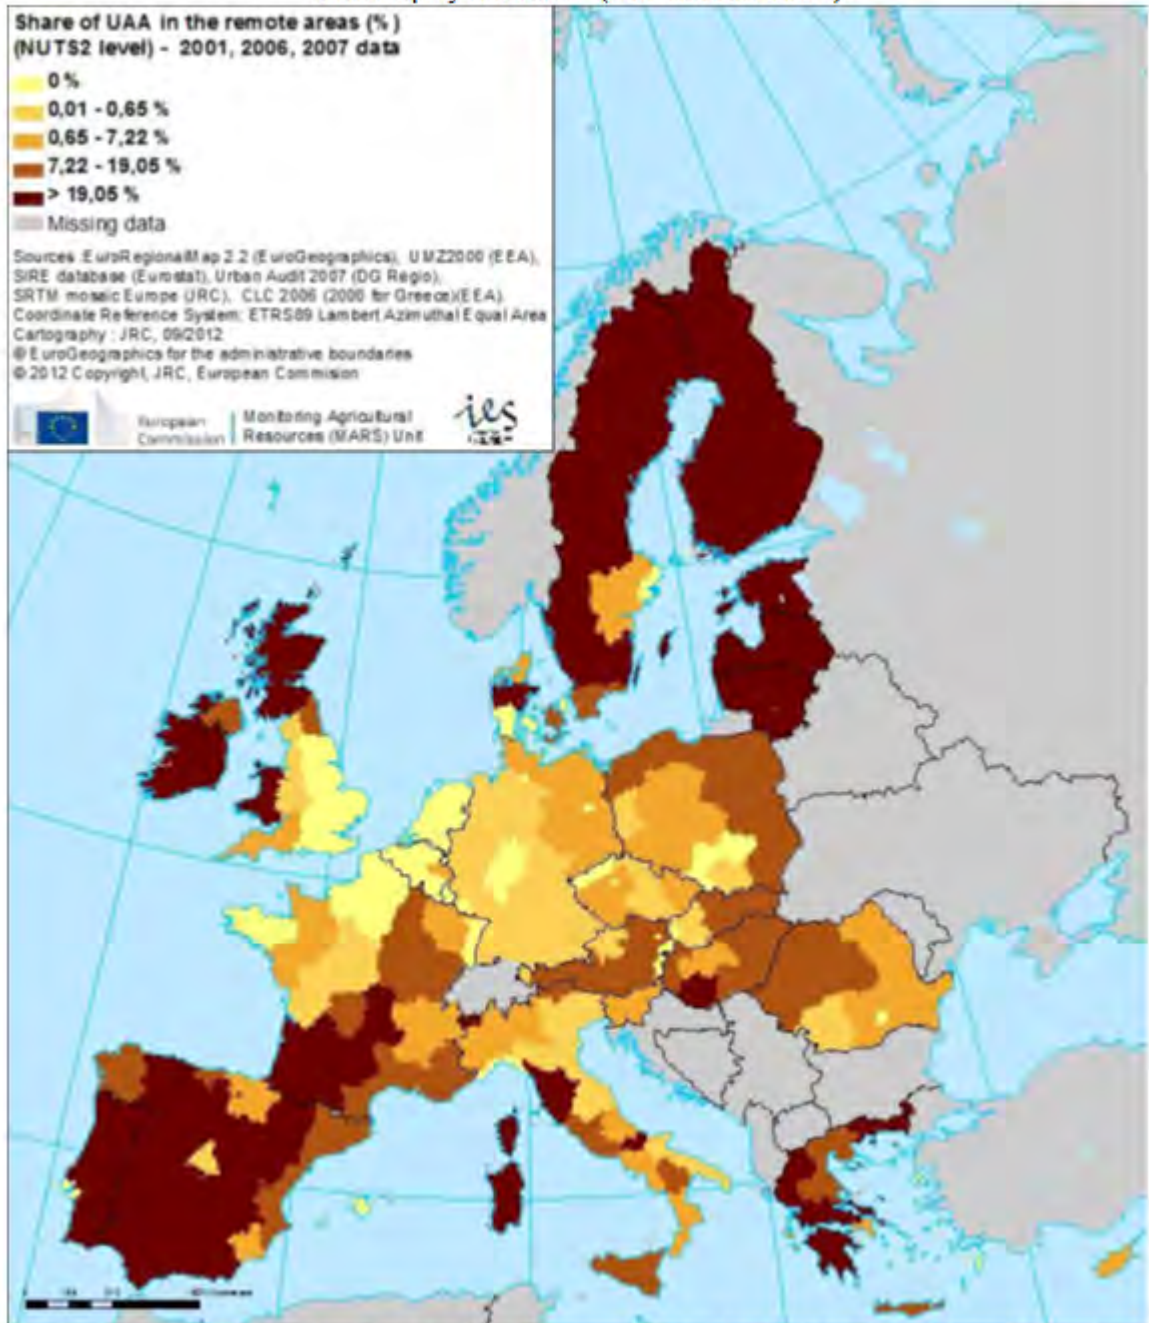 Share of UAA in the remote areas (%)
(NUTS2 level) - 2001, 2006, 2007 data
0 %
0,01 - 0,65 %
0,65 - 7,22 %
7,22 - 19,05 %
> 19,05 %
Missing data
Sources :EuroRegionalMap 2.2 (EuroGeographics), UMZ2000 (EEA),
SIRE database (Eurostat), Urban Audit 2007 (DG Regio),
SRTM mosaic Europe (JRC), CLC 2006 (2000 for Greece)(EEA)
Coordinate Reference System: ETRS89 Lambert Azimuthal Equal Area
Cartography : JRC, 09/2012
© EuroGeographics for the administrative boundaries
© 2012 Copyright, JRC, European Commision
European
Commission
Monitoring Agricultural
Resources (MARS) Unit
ies